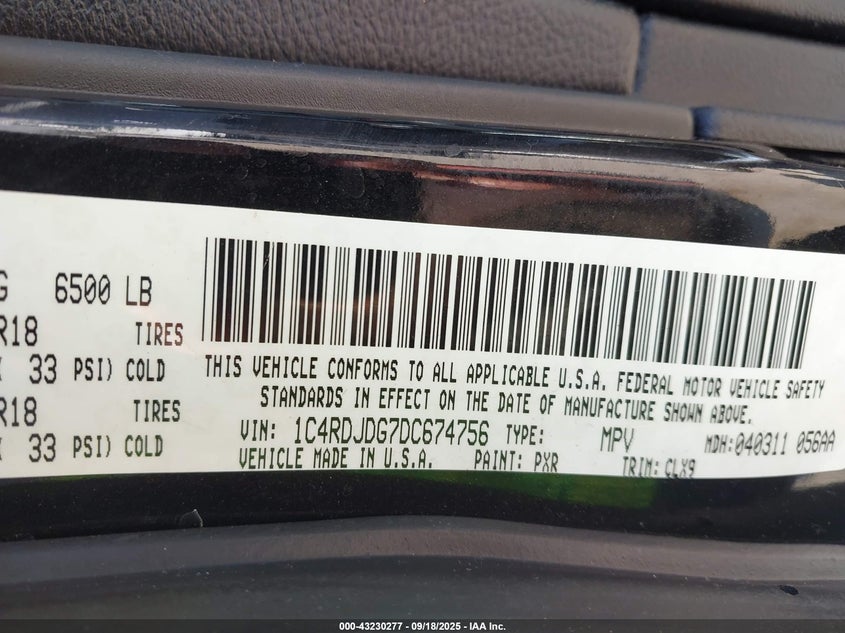 G 6500 LB
R18 TIRES
33 PSI) COLD
R18 TIRES
33 PSI) COLD
THIS VEHICLE CONFORMS TO ALL APPLICABLE U.S.A. FEDERAL MOTOR VEHICLE SAFETY
STANDARDS IN EFFECT ON THE DATE OF MANUFACTURE SHOWN ABOVE.
VIN: 1C4RDJDG7DC674756 TYPE: MPV MDH:040311 056AA
VEHICLE MADE IN U.S.A. PAINT: PXR TRIM: CLX9
000-43230277 - 09/18/2025 - IAA Inc.